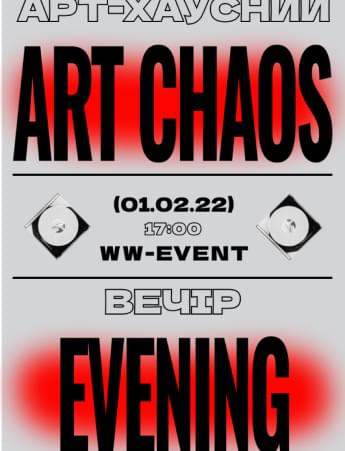 АРТ-ХАУСНИЙ
ART CHAOS
(01.02.22)
17:00
WW-EVENT
ВЕЧІР
EVENING